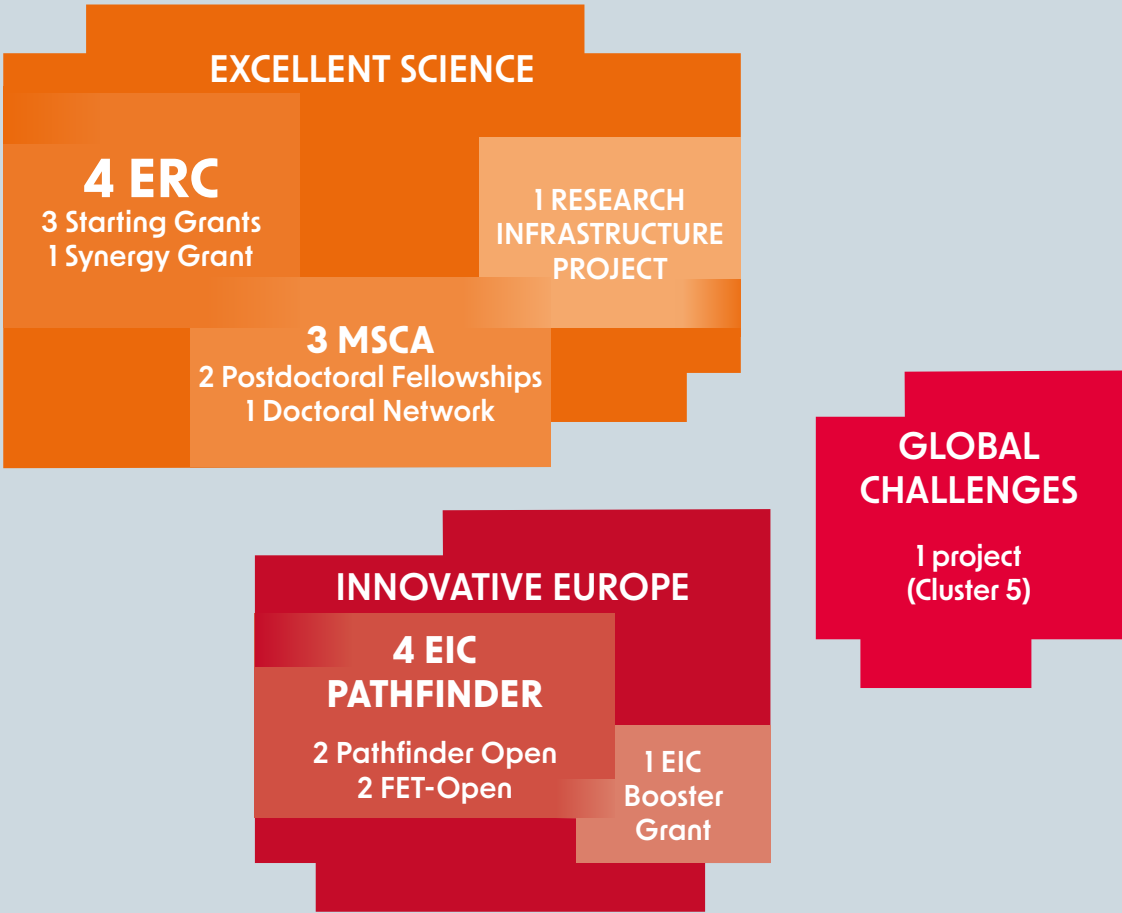 EXCELLENT SCIENCE
4 ERC
3 Starting Grants
1 Synergy Grant
1 RESEARCH
INFRASTRUCTURE
PROJECT
3 MSCA
2 Postdoctoral Fellowships
1 Doctoral Network
GLOBAL
CHALLENGES
1 project
(Cluster 5)
INNOVATIVE EUROPE
4 EIC
PATHFINDER
2 Pathfinder Open
2 FET-Open
1 EIC
Booster
Grant